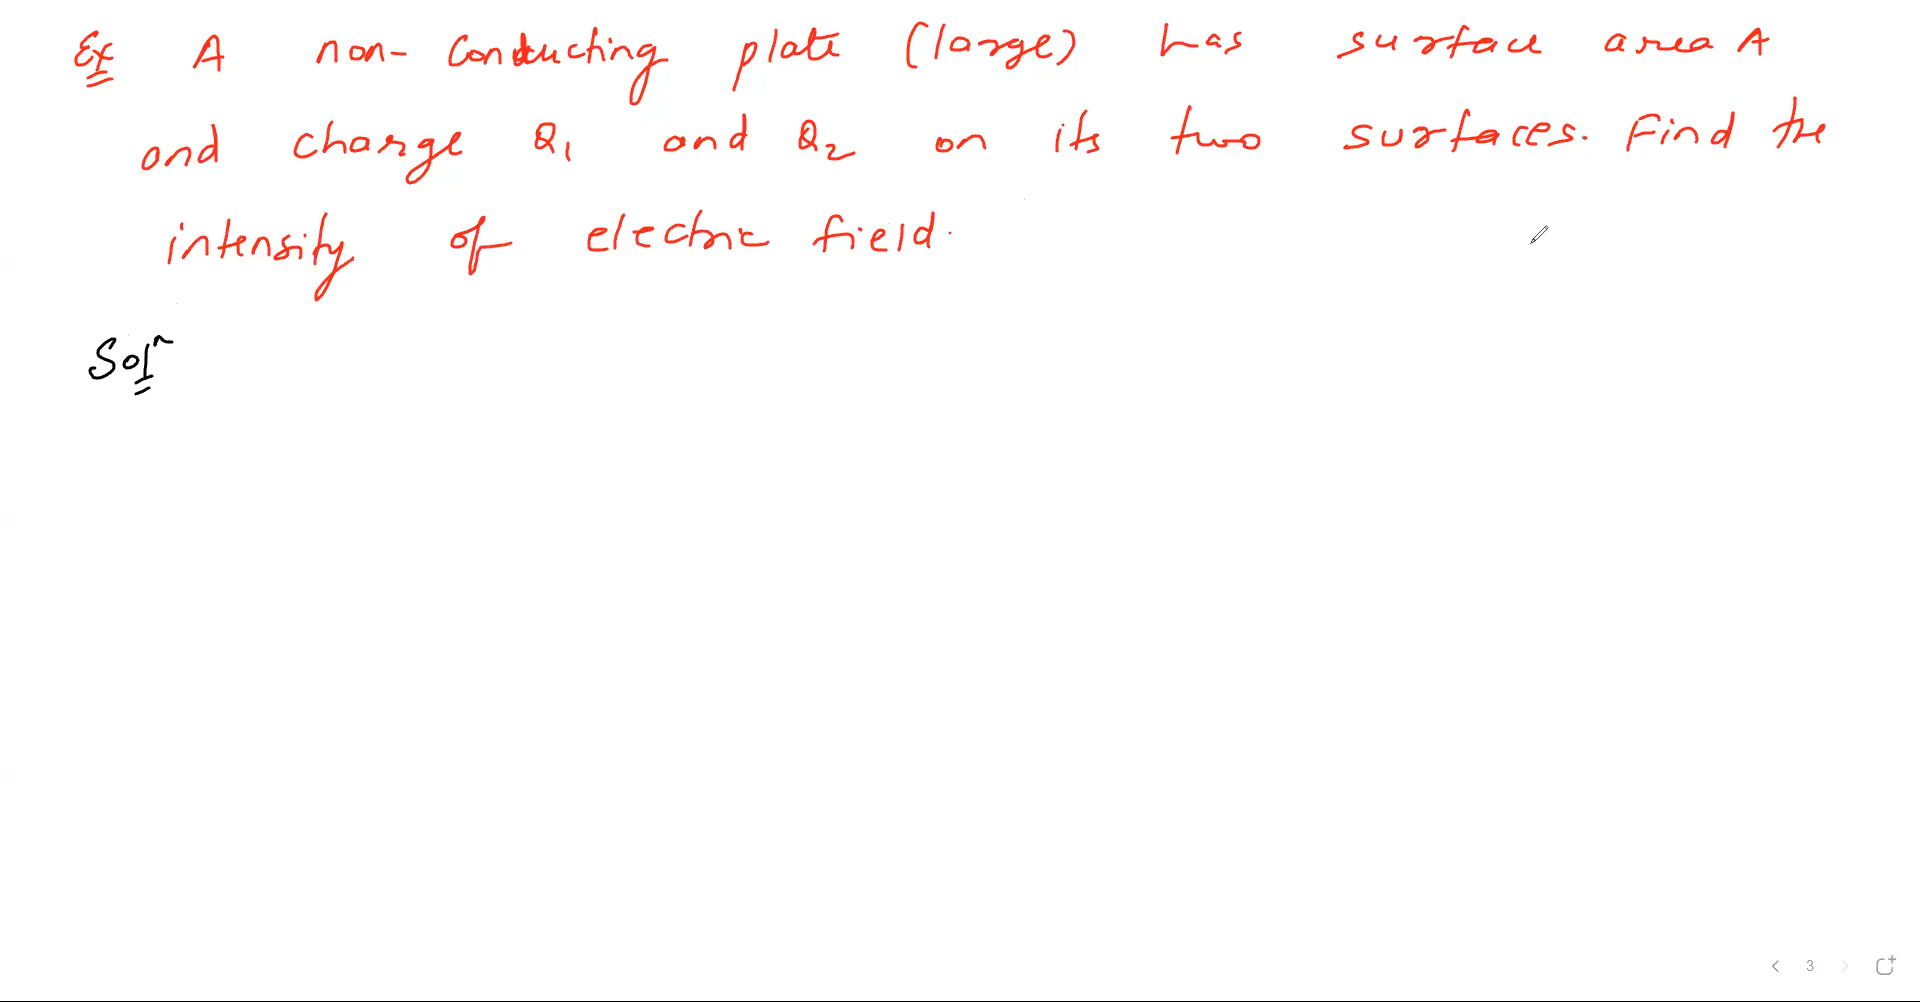 Ex A non-conducting plate (large) has surface area A
and charge Q₁ and Q₂ on its two surfaces. Find the
intensity of electric field.
Solⁿ
3